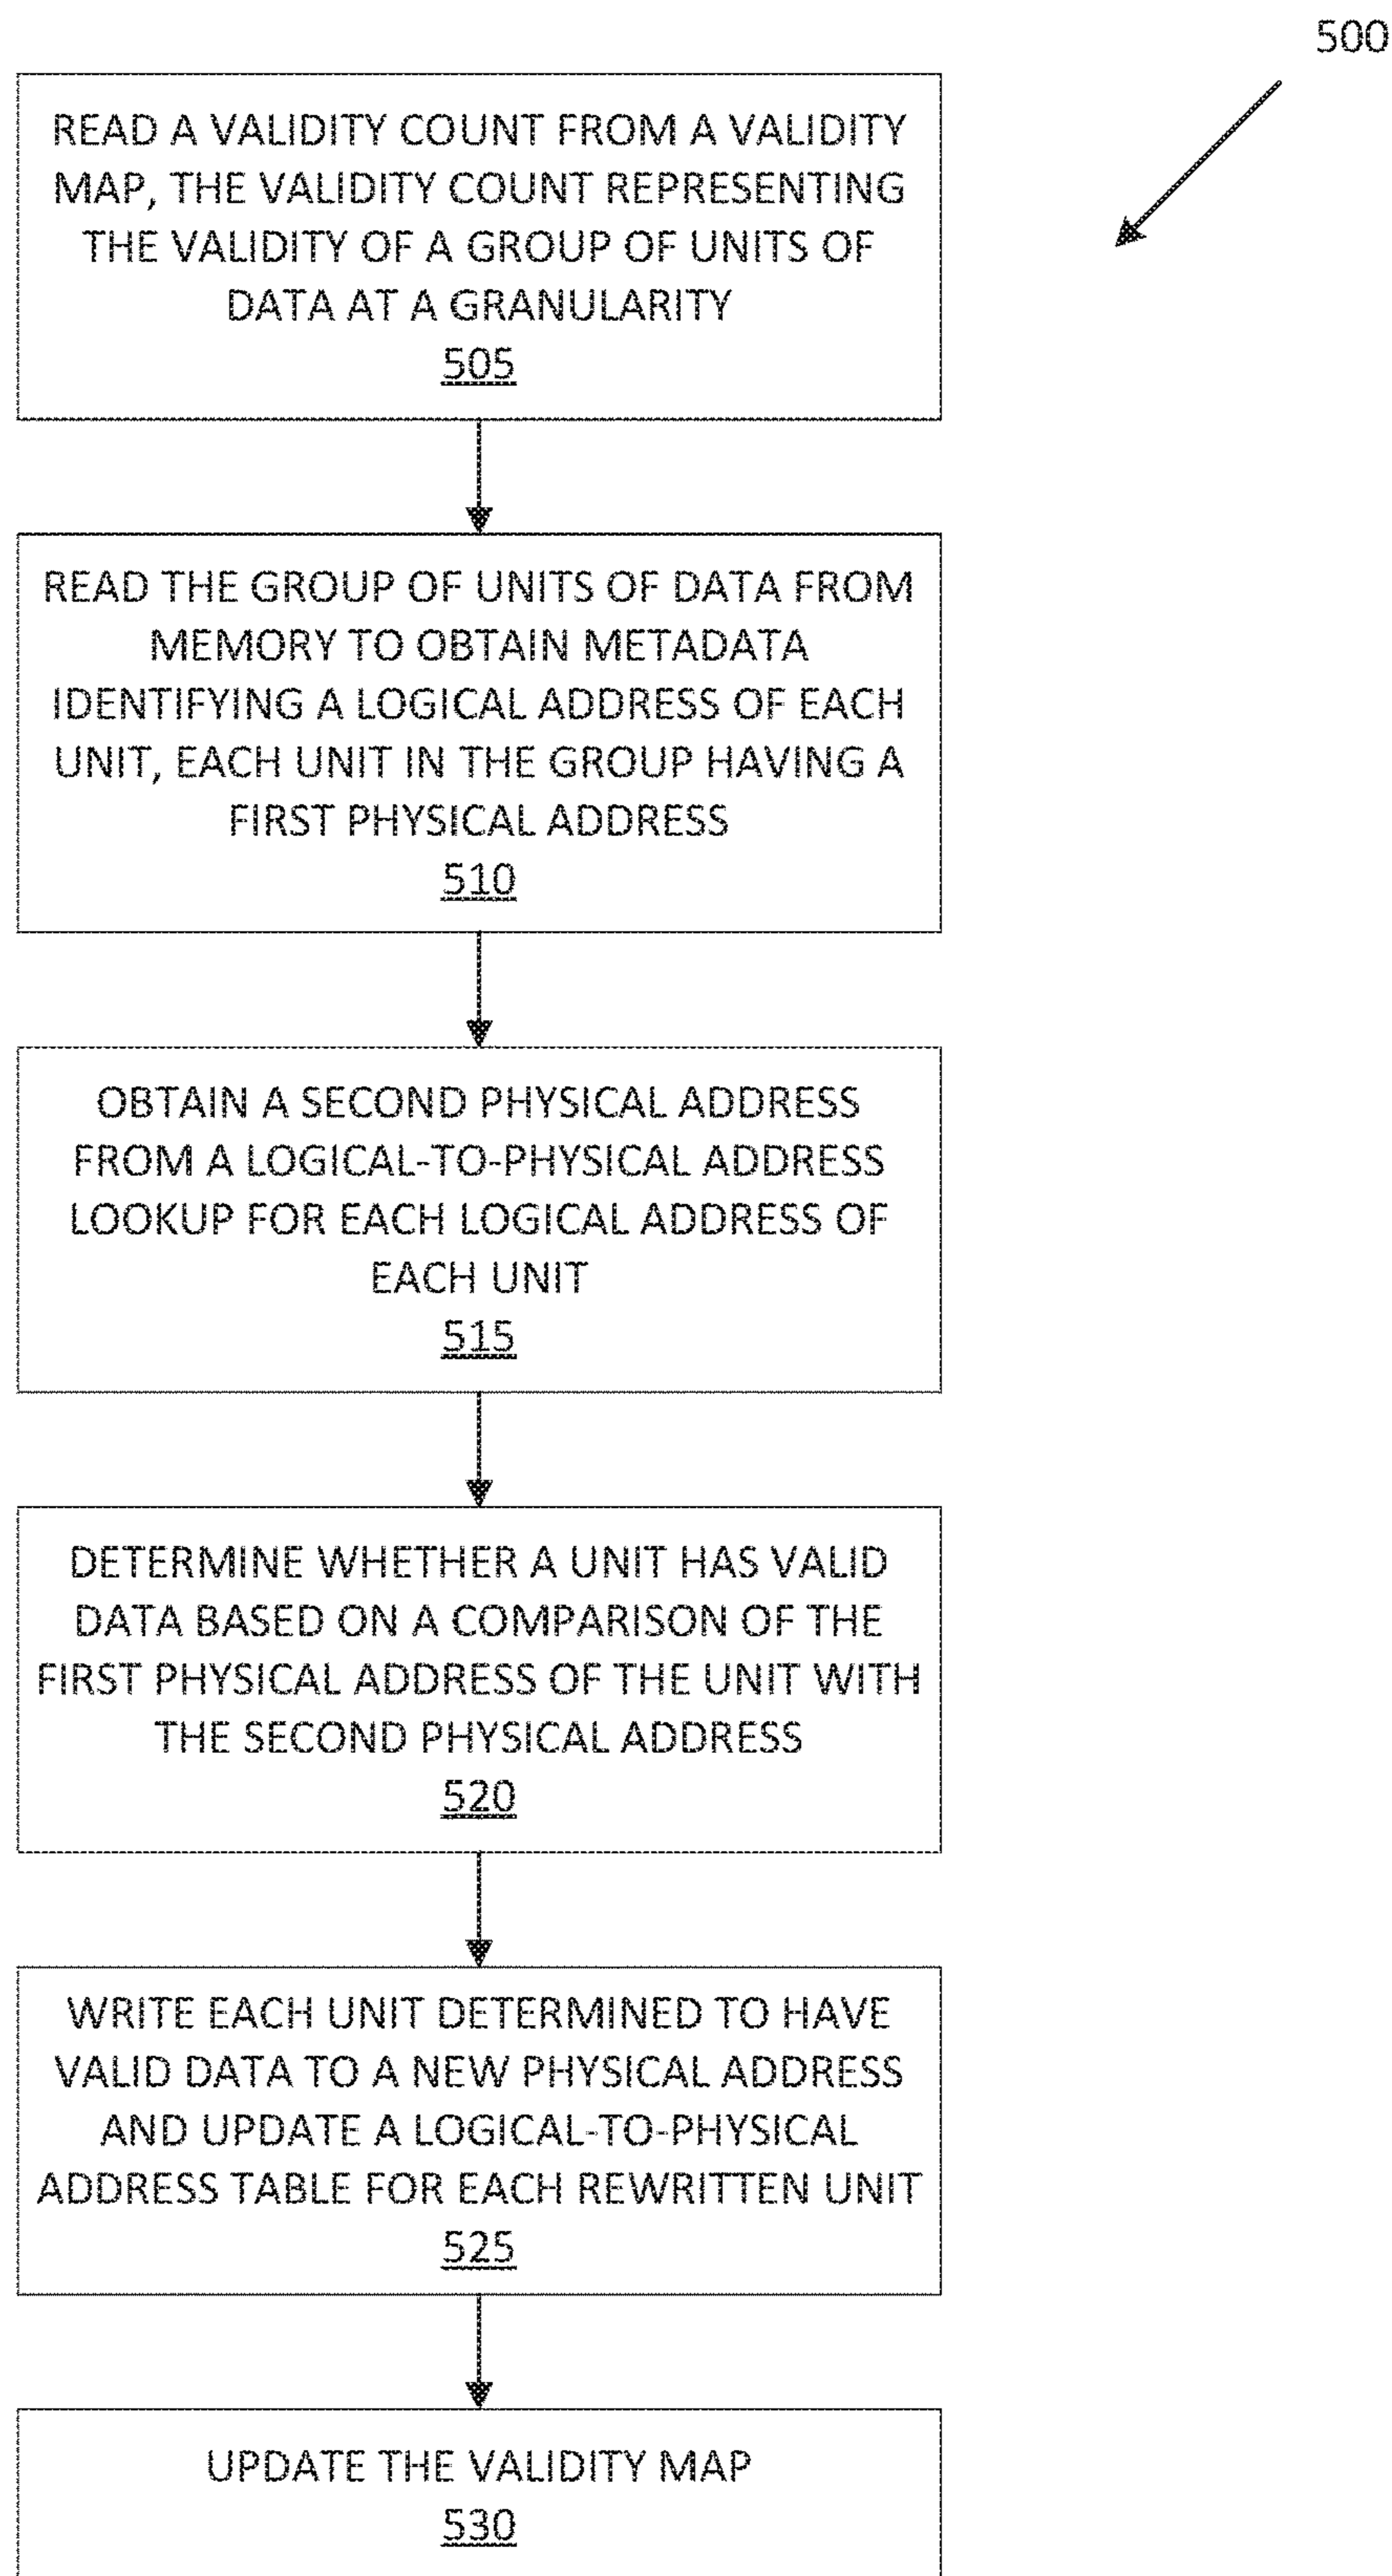 500
READ A VALIDITY COUNT FROM A VALIDITY
MAP, THE VALIDITY COUNT REPRESENTING
THE VALIDITY OF A GROUP OF UNITS OF
DATA AT A GRANULARITY
505
READ THE GROUP OF UNITS OF DATA FROM
MEMORY TO OBTAIN METADATA
IDENTIFYING A LOGICAL ADDRESS OF EACH
UNIT, EACH UNIT IN THE GROUP HAVING A
FIRST PHYSICAL ADDRESS
510
OBTAIN A SECOND PHYSICAL ADDRESS
FROM A LOGICAL-TO-PHYSICAL ADDRESS
LOOKUP FOR EACH LOGICAL ADDRESS OF
EACH UNIT
515
DETERMINE WHETHER A UNIT HAS VALID
DATA BASED ON A COMPARISON OF THE
FIRST PHYSICAL ADDRESS OF THE UNIT WITH
THE SECOND PHYSICAL ADDRESS
520
WRITE EACH UNIT DETERMINED TO HAVE
VALID DATA TO A NEW PHYSICAL ADDRESS
AND UPDATE A LOGICAL-TO-PHYSICAL
ADDRESS TABLE FOR EACH REWRITTEN UNIT
525
UPDATE THE VALIDITY MAP
530